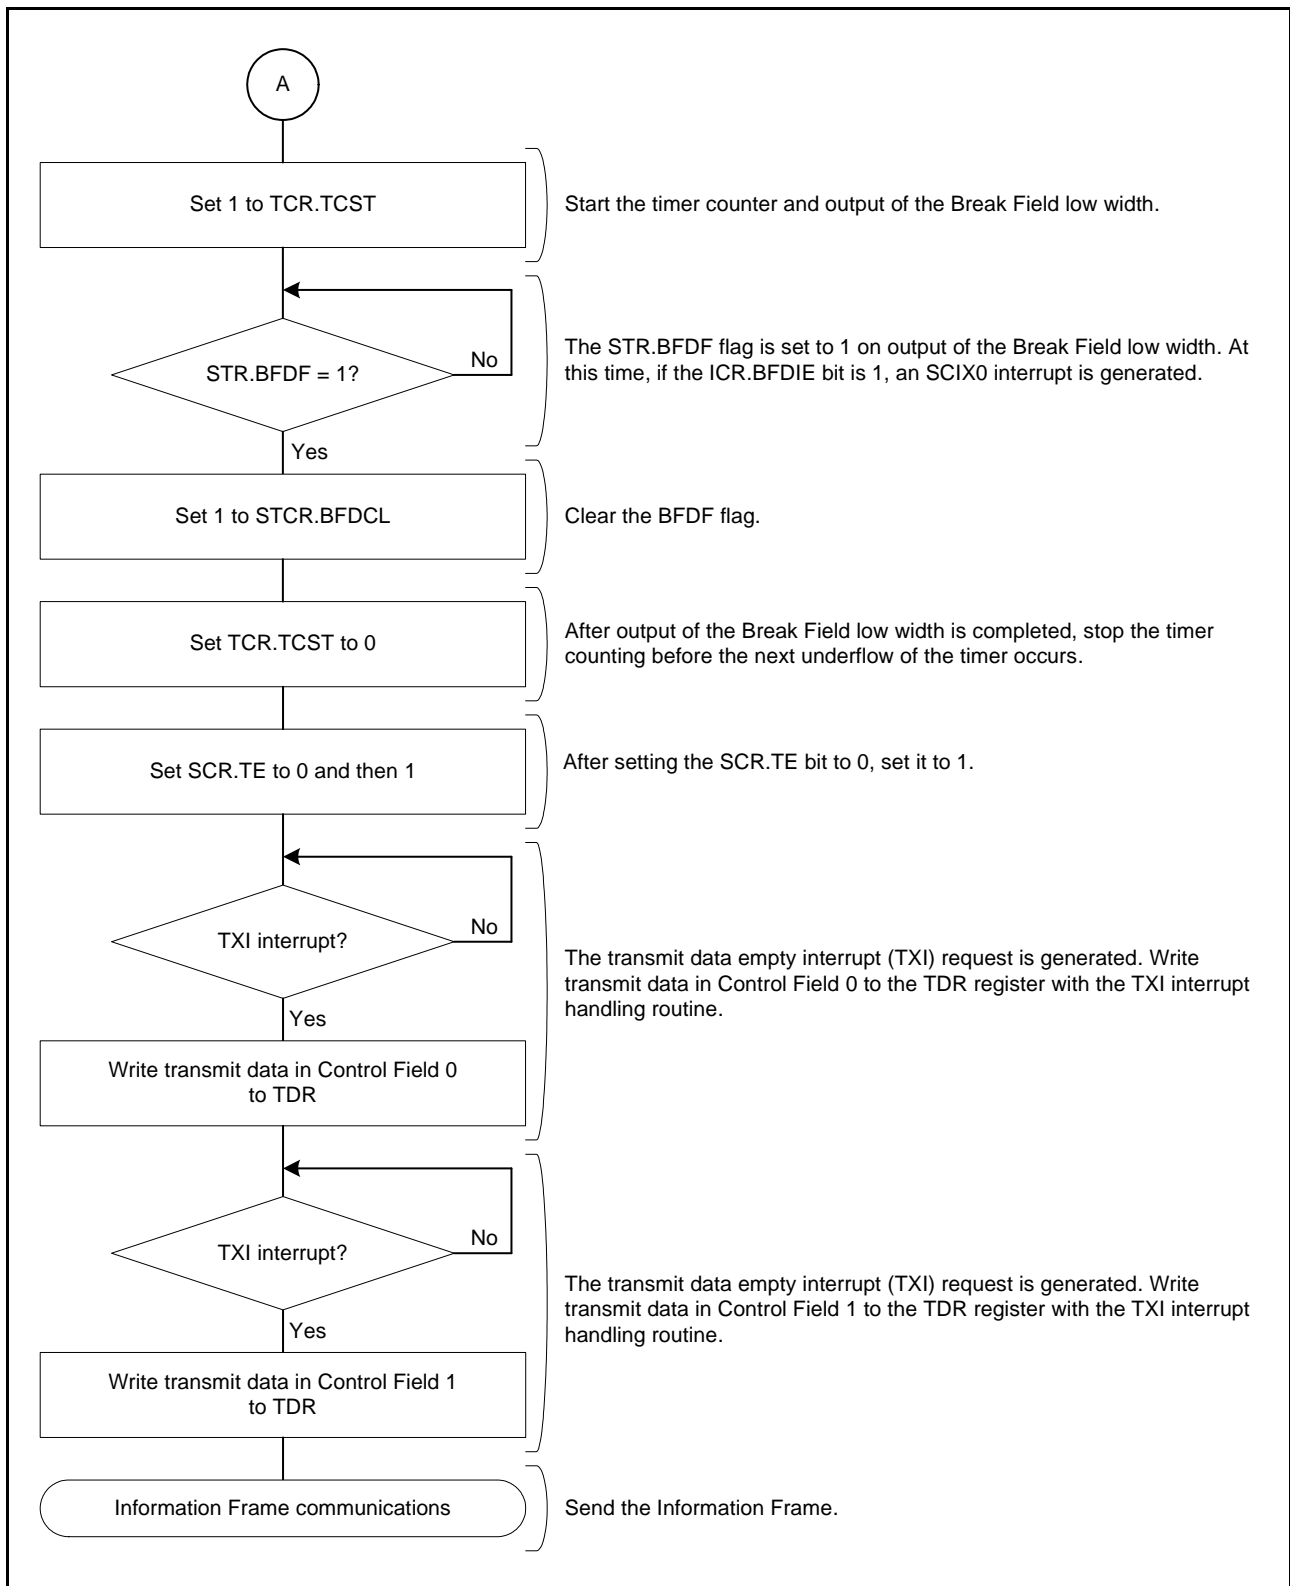 A
Set 1 to TCR.TCST
Start the timer counter and output of the Break Field low width.
STR.BFDF = 1?
No
The STR.BFDF flag is set to 1 on output of the Break Field low width. At
this time, if the ICR.BFDIE bit is 1, an SCIX0 interrupt is generated.
Yes
Set 1 to STCR.BFDCL
Clear the BFDF flag.
Set TCR.TCST to 0
After output of the Break Field low width is completed, stop the timer
counting before the next underflow of the timer occurs.
Set SCR.TE to 0 and then 1
After setting the SCR.TE bit to 0, set it to 1.
TXI interrupt?
No
The transmit data empty interrupt (TXI) request is generated. Write
transmit data in Control Field 0 to the TDR register with the TXI interrupt
handling routine.
Yes
Write transmit data in Control Field 0
to TDR
TXI interrupt?
No
The transmit data empty interrupt (TXI) request is generated. Write
transmit data in Control Field 1 to the TDR register with the TXI interrupt
handling routine.
Yes
Write transmit data in Control Field 1
to TDR
Information Frame communications
Send the Information Frame.